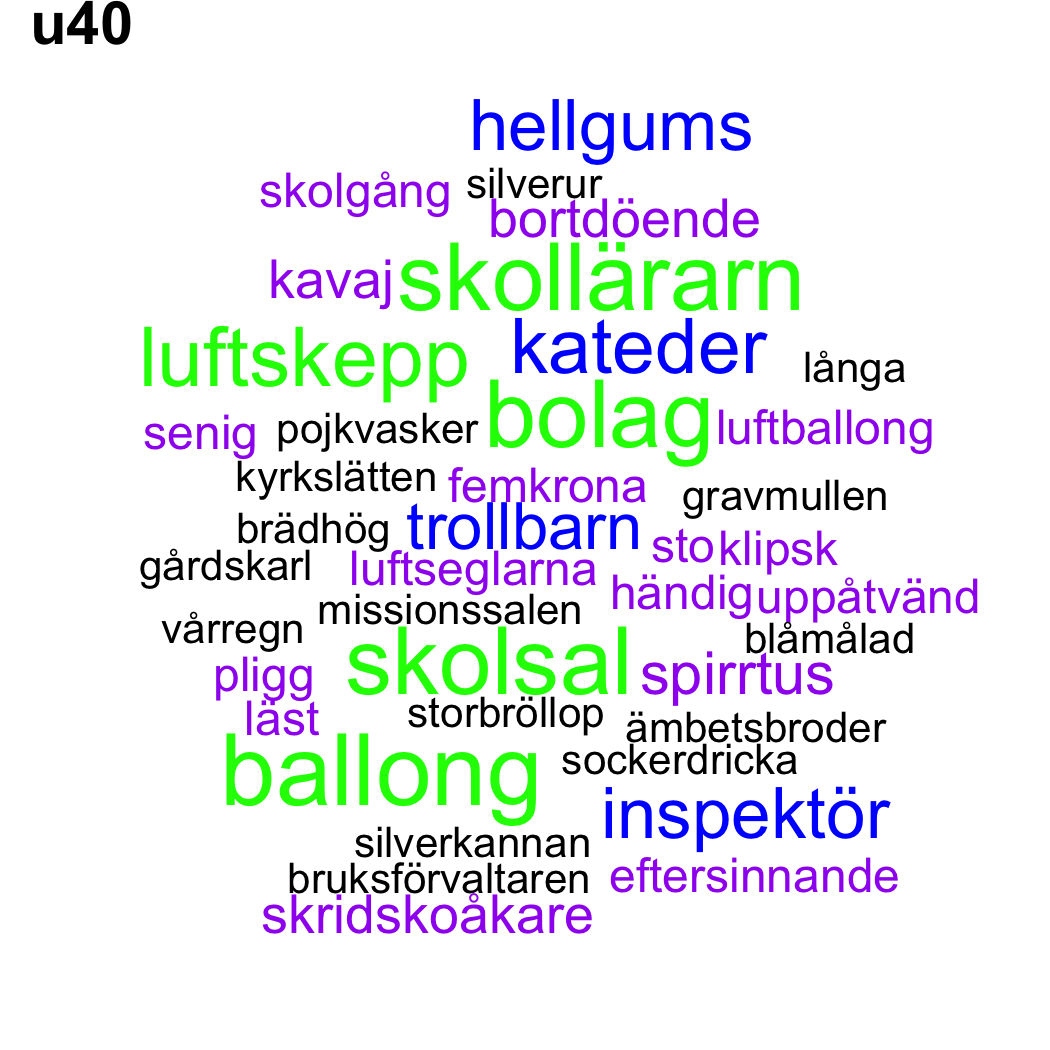 u40
hellgums
skolgång silverur
bortdöende
kavaj skollärarn
luftskepp kateder långa
senig pojkvasker bolag luftballong
kyrkslätten femkrona gravmullen
brädhög trollbarn stoklipsk
gårdskarl luftseglarna händig uppåtvänd
vårregn missionssalen blåmålad
pligg skolsal spirrtus
läst storbröllop ämbetsbroder
ballong sockerdricka
inspektör
silverkannan
bruksförvaltaren eftersinnande
skridskoåkare